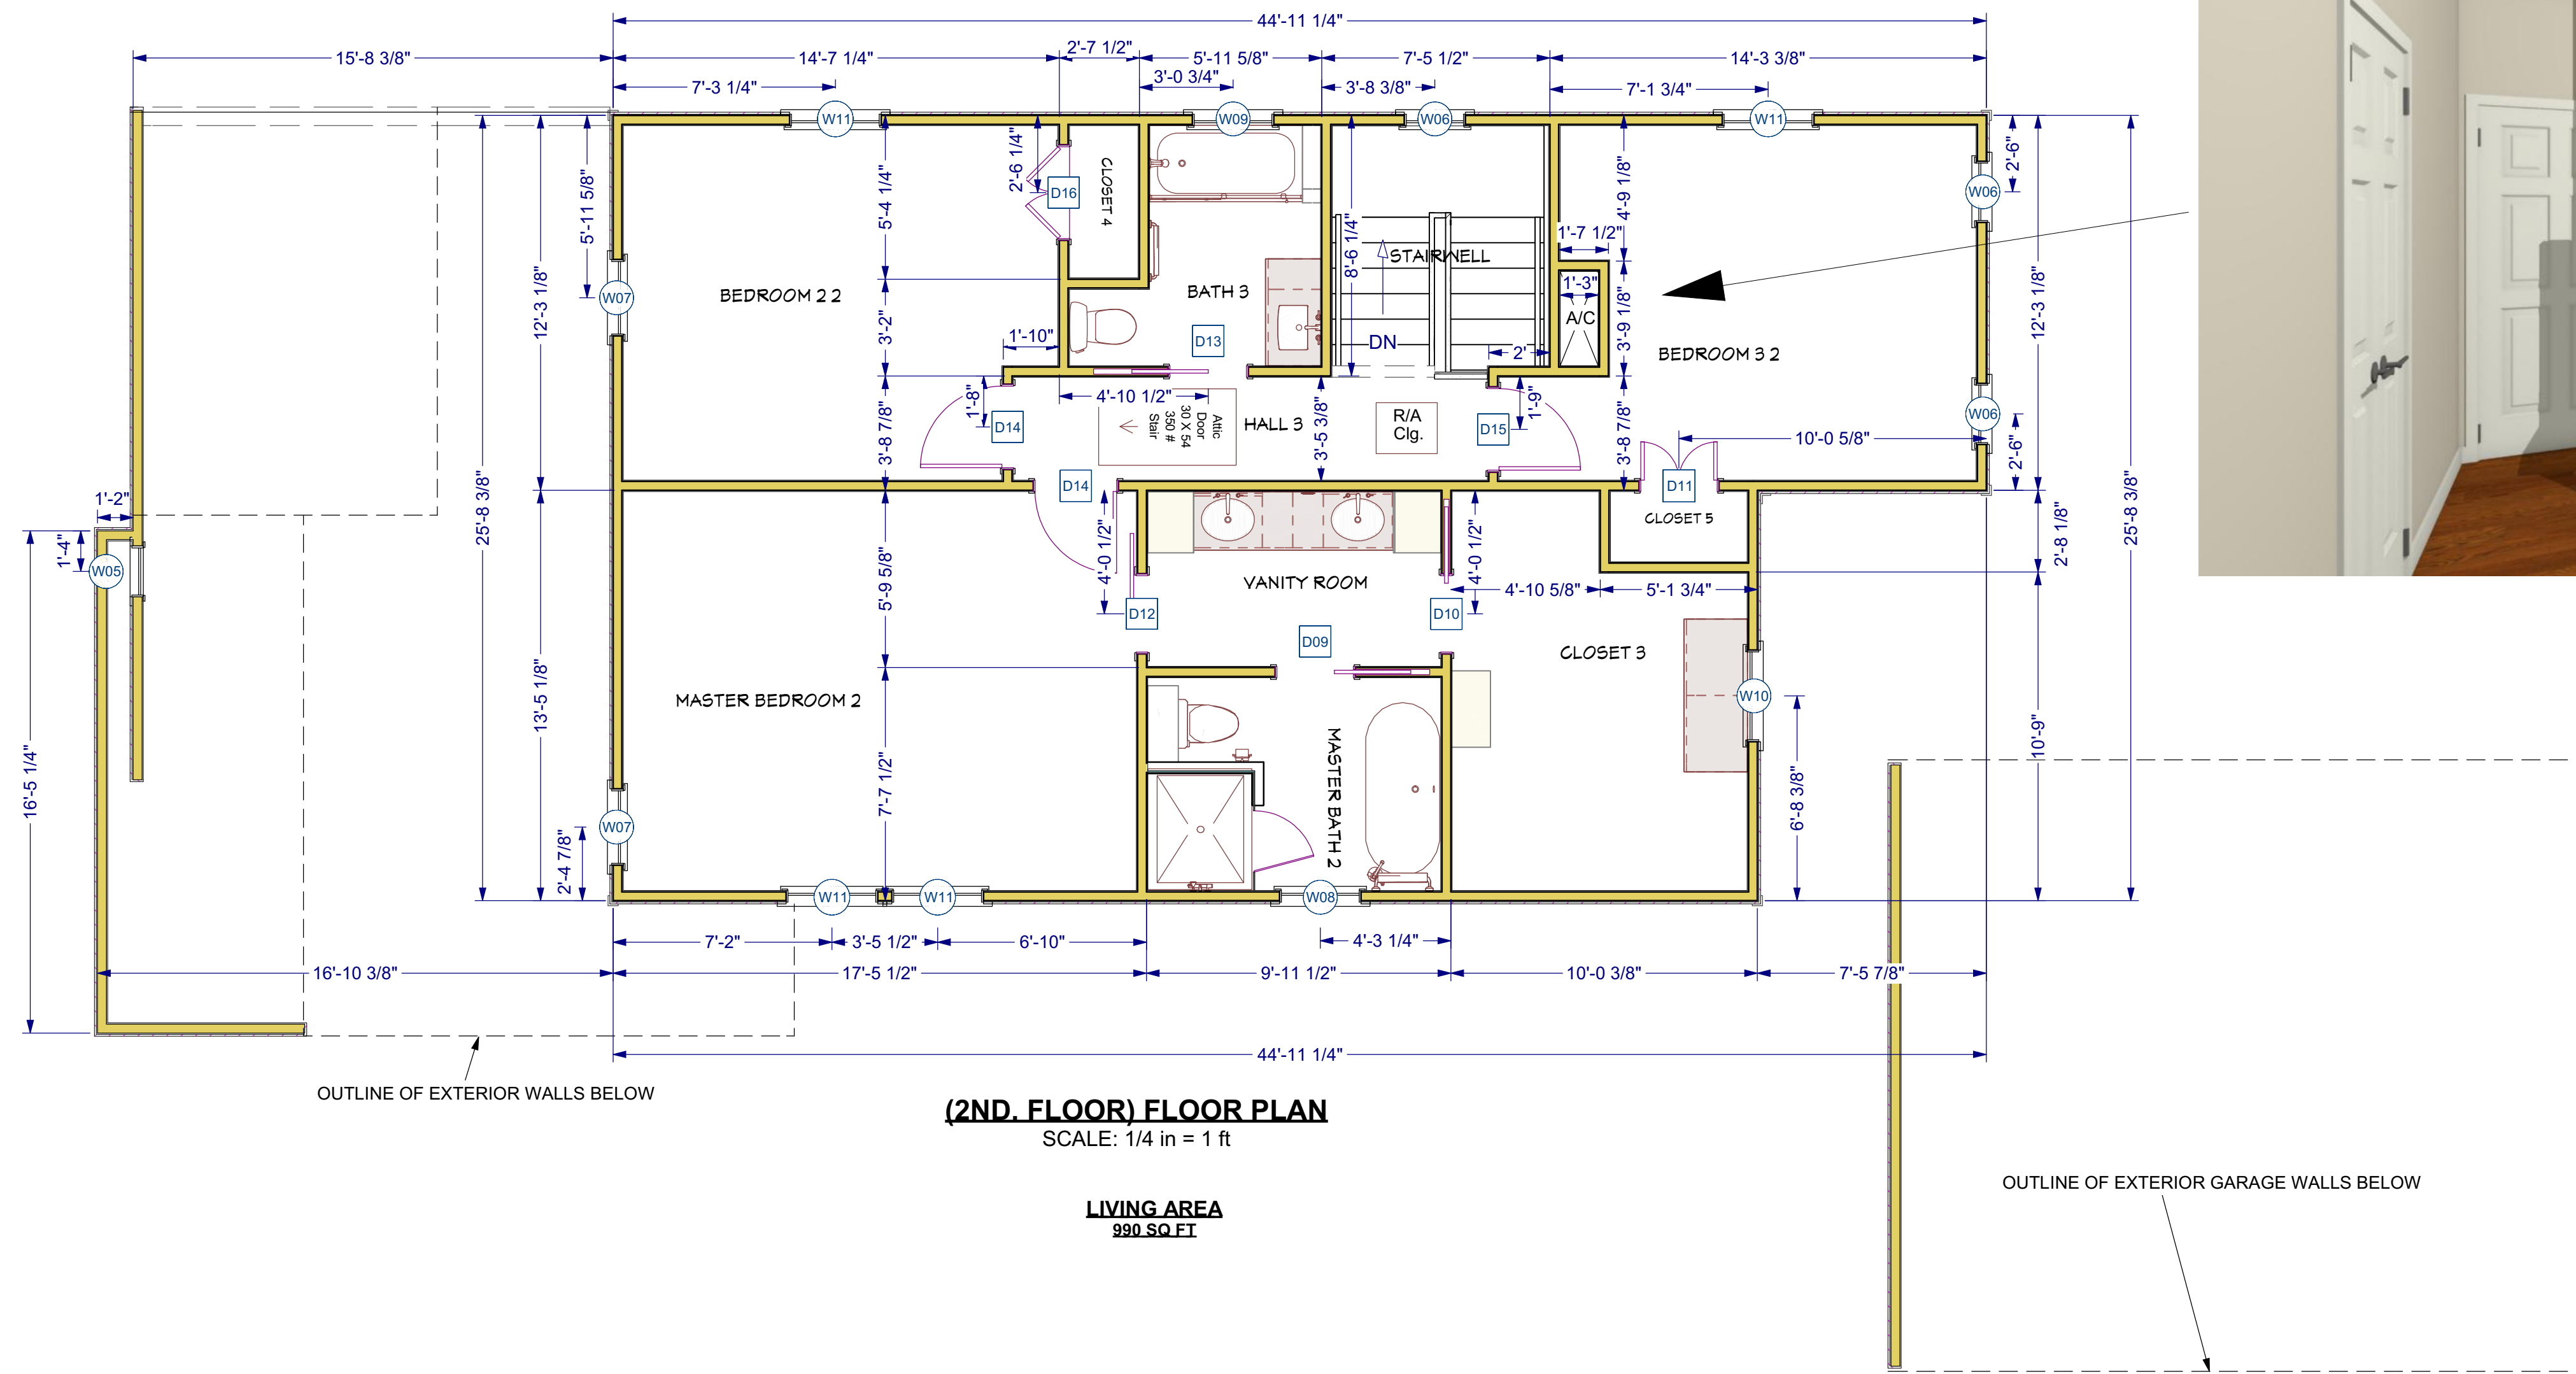 44'-11 1/4"
15'-8 3/8"
14'-7 1/4"
2'-7 1/2"
5'-11 5/8"
7'-5 1/2"
14'-3 3/8"
7'-3 1/4"
3'-0 3/4"
3'-8 3/8"
7'-1 3/4"
W11
W09
W06
W11
5'-11 5/8"
12'-3 1/8"
25'-8 3/8"
5'-4 1/4"
2'-6 1/4"
D16
CLOSET 4
8'-6 1/4"
STAIRWELL
4'-9 1/8"
1'-7 1/2"
1'-3"
A/C
3'-9 1/8"
W06
2'-6"
12'-3 1/8"
W07
BEDROOM 2 2
BATH 3
3'-2"
1'-10"
D13
DN
2'
BEDROOM 3 2
4'-10 1/2"
1'-8"
D14
Attic
Door
30 X 54
350 #
Stair
HALL 3
3'-5 3/8"
R/A
Clg.
D15
1'-9"
3'-8 7/8"
3'-8 7/8"
10'-0 5/8"
W06
2'-6"
D14
D11
CLOSET 5
1'-2"
1'-4"
W05
4'-0 1/2"
4'-0 1/2"
5'-9 5/8"
VANITY ROOM
4'-10 5/8"
5'-1 3/4"
2'-8 1/8"
25'-8 3/8"
D12
D10
D09
CLOSET 3
13'-5 1/8"
MASTER BEDROOM 2
W10
10'-9"
16'-5 1/4"
7'-7 1/2"
MASTER BATH 2
6'-8 3/8"
W07
2'-4 7/8"
W11
W11
W08
7'-2"
3'-5 1/2"
6'-10"
4'-3 1/4"
16'-10 3/8"
17'-5 1/2"
9'-11 1/2"
10'-0 3/8"
7'-5 7/8"
44'-11 1/4"
OUTLINE OF EXTERIOR WALLS BELOW
(2ND. FLOOR) FLOOR PLAN
SCALE: 1/4 in = 1 ft
OUTLINE OF EXTERIOR GARAGE WALLS BELOW
LIVING AREA
990 SQ FT